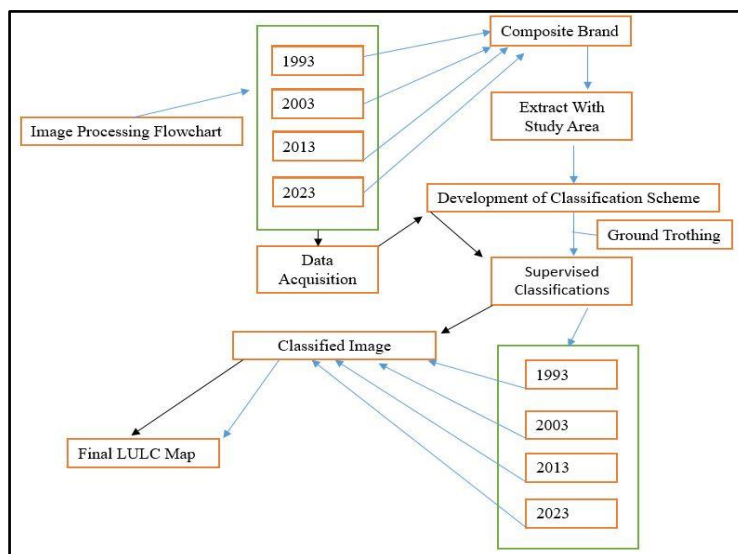 Image Processing Flowchart
1993
2003
2013
2023
Data
Acquisition
Composite Brand
Extract With
Study Area
Development of Classification Scheme
Ground Trothing
Supervised
Classifications
1993
2003
2013
2023
Classified Image
Final LULC Map